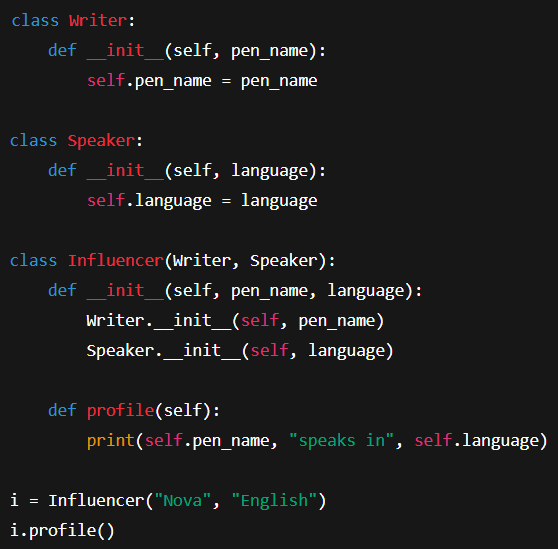 class Writer:
    def __init__(self, pen_name):
        self.pen_name = pen_name

class Speaker:
    def __init__(self, language):
        self.language = language

class Influencer(Writer, Speaker):
    def __init__(self, pen_name, language):
        Writer.__init__(self, pen_name)
        Speaker.__init__(self, language)

    def profile(self):
        print(self.pen_name, "speaks in", self.language)

i = Influencer("Nova", "English")
i.profile()